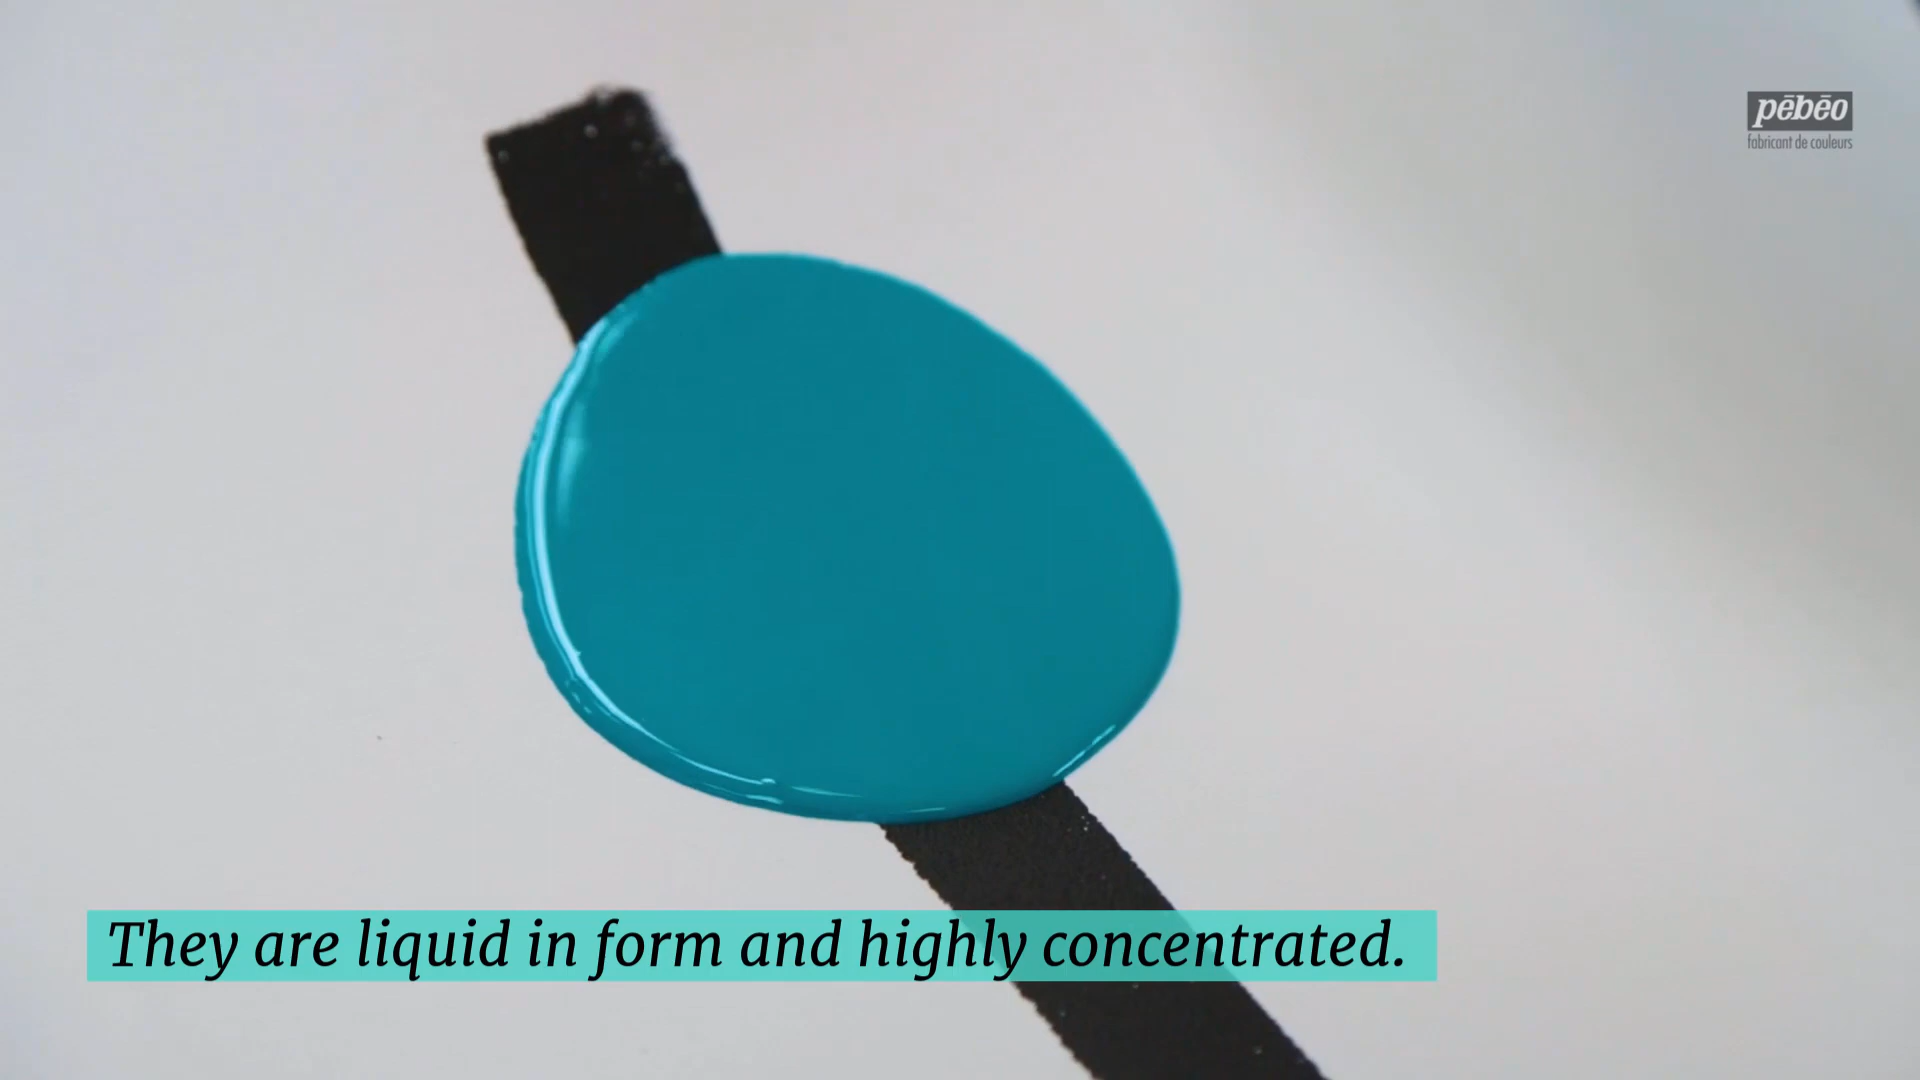 pēbēo
fabricant de couleurs
They are liquid in form and highly concentrated.